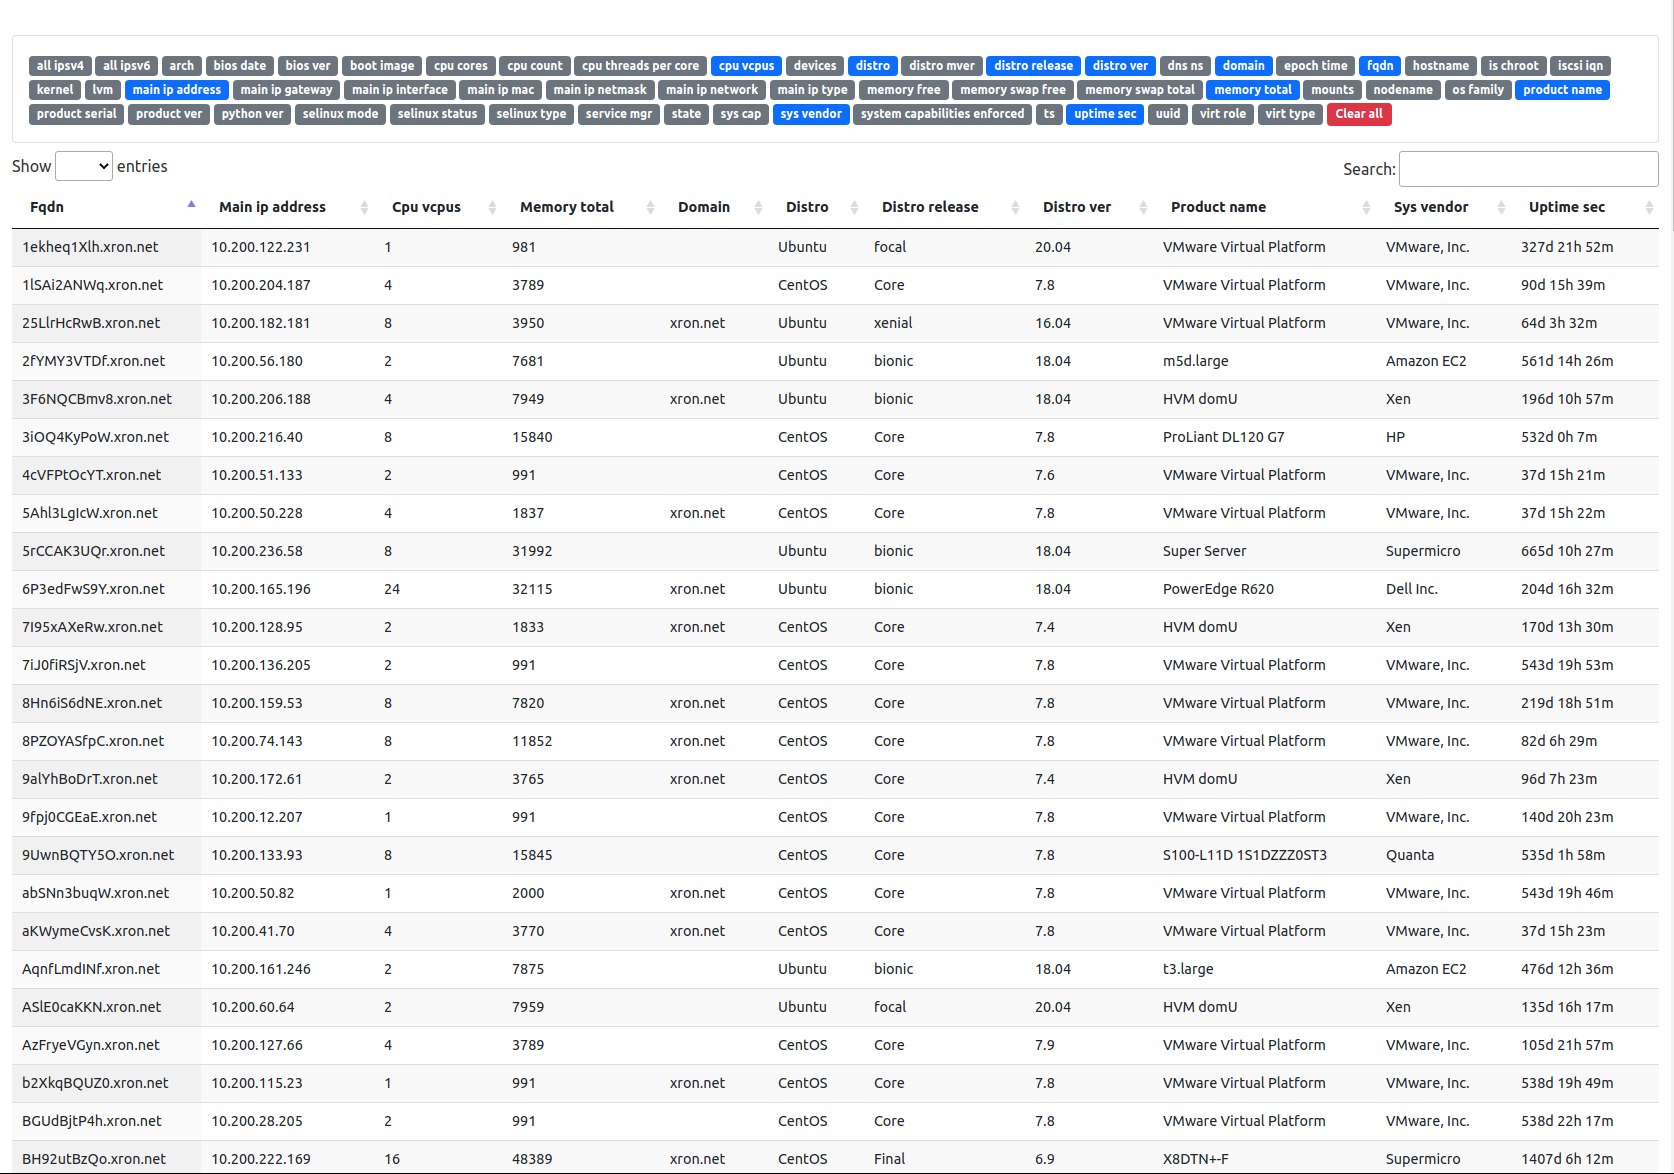 all ipsv4 all ipsv6 arch bios date bios ver boot image cpu cores cpu count cpu threads per core cpu vcpus devices distro distro mver distro release distro ver dns ns domain epoch time fqdn hostname is chroot iscsi iqn
kernel lvm main ip address main ip gateway main ip interface main ip mac main ip netmask main ip network main ip type memory free memory swap free memory swap total memory total mounts nodename os family product name
product serial product ver python ver selinux mode selinux status selinux type service mgr state sys cap sys vendor system capabilities enforced ts uptime sec uuid virt role virt type Clear all
Show entries Search:
Fqdn Main ip address Cpu vcpus Memory total Domain Distro Distro release Distro ver Product name Sys vendor Uptime sec
1ekheq1Xlh.xron.net 10.200.122.231 1 981 Ubuntu focal 20.04 VMware Virtual Platform VMware, Inc. 327d 21h 52m
1lSAi2ANWq.xron.net 10.200.204.187 4 3789 CentOS Core 7.8 VMware Virtual Platform VMware, Inc. 90d 15h 39m
25LlrHcRwB.xron.net 10.200.182.181 8 3950 xron.net Ubuntu xenial 16.04 VMware Virtual Platform VMware, Inc. 64d 3h 32m
2fYMY3VTDf.xron.net 10.200.56.180 2 7681 Ubuntu bionic 18.04 m5d.large Amazon EC2 561d 14h 26m
3F6NQCBmv8.xron.net 10.200.206.188 4 7949 xron.net Ubuntu bionic 18.04 HVM domU Xen 196d 10h 57m
3iOQ4KyPoW.xron.net 10.200.216.40 8 15840 CentOS Core 7.8 ProLiant DL120 G7 HP 532d 0h 7m
4cVFPtOcYT.xron.net 10.200.51.133 2 991 CentOS Core 7.6 VMware Virtual Platform VMware, Inc. 37d 15h 21m
5Ahl3LgIcW.xron.net 10.200.50.228 4 1837 xron.net CentOS Core 7.8 VMware Virtual Platform VMware, Inc. 37d 15h 22m
5rCCAK3UQr.xron.net 10.200.236.58 8 31992 Ubuntu bionic 18.04 Super Server Supermicro 665d 10h 27m
6P3edFwS9Y.xron.net 10.200.165.196 24 32115 xron.net Ubuntu bionic 18.04 PowerEdge R620 Dell Inc. 204d 16h 32m
7I95xAXeRw.xron.net 10.200.128.95 2 1833 xron.net CentOS Core 7.4 HVM domU Xen 170d 13h 30m
7iJ0fiRSjV.xron.net 10.200.136.205 2 991 CentOS Core 7.8 VMware Virtual Platform VMware, Inc. 543d 19h 53m
8Hn6iS6dNE.xron.net 10.200.159.53 8 7820 xron.net CentOS Core 7.8 VMware Virtual Platform VMware, Inc. 219d 18h 51m
8PZOYASfpC.xron.net 10.200.74.143 8 11852 xron.net CentOS Core 7.8 VMware Virtual Platform VMware, Inc. 82d 6h 29m
9alYhBoDrT.xron.net 10.200.172.61 2 3765 xron.net CentOS Core 7.4 HVM domU Xen 96d 7h 23m
9fpj0CGEaE.xron.net 10.200.12.207 1 991 CentOS Core 7.8 VMware Virtual Platform VMware, Inc. 140d 20h 23m
9UwnBQTY5O.xron.net 10.200.133.93 8 15845 CentOS Core 7.8 S100-L11D 1S1DZZZ0ST3 Quanta 535d 1h 58m
abSNn3buqW.xron.net 10.200.50.82 1 2000 xron.net CentOS Core 7.8 VMware Virtual Platform VMware, Inc. 543d 19h 46m
aKWymeCvsK.xron.net 10.200.41.70 4 3770 xron.net CentOS Core 7.8 VMware Virtual Platform VMware, Inc. 37d 15h 23m
AqnfLmdINf.xron.net 10.200.161.246 2 7875 Ubuntu bionic 18.04 t3.large Amazon EC2 476d 12h 36m
ASlE0caKKN.xron.net 10.200.60.64 2 7959 Ubuntu focal 20.04 HVM domU Xen 135d 16h 17m
AzFryeVGyn.xron.net 10.200.127.66 4 3789 CentOS Core 7.9 VMware Virtual Platform VMware, Inc. 105d 21h 57m
b2XkqBQUZ0.xron.net 10.200.115.23 1 991 xron.net CentOS Core 7.8 VMware Virtual Platform VMware, Inc. 538d 19h 49m
BGUdBjtP4h.xron.net 10.200.28.205 2 991 CentOS Core 7.8 VMware Virtual Platform VMware, Inc. 538d 22h 17m
BH92utBzQo.xron.net 10.200.222.169 16 48389 xron.net CentOS Final 6.9 X8DTN+-F Supermicro 1407d 6h 12m